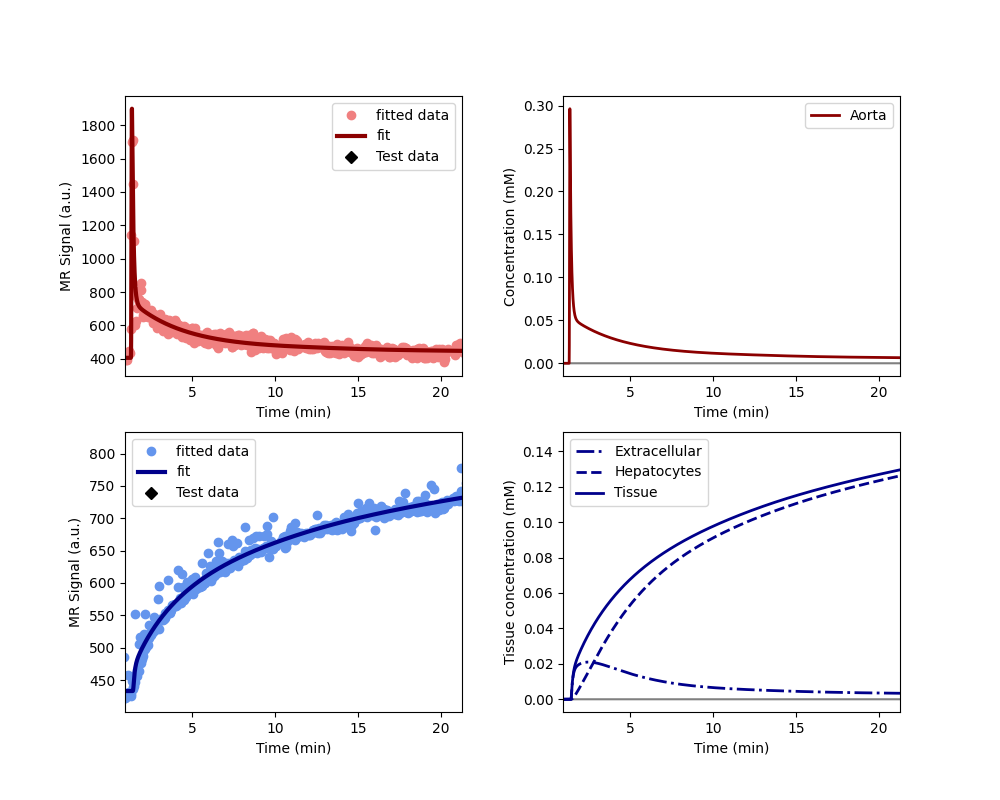 1800
1600
1400
1200
1000
800
600
400
MR Signal (a.u.)
fitted data
fit
Test data
5 10 15 20
Time (min)
0.30
0.25
0.20
0.15
0.10
0.05
0.00
Concentration (mM)
Aorta
5 10 15 20
Time (min)
800
750
700
650
600
550
500
450
MR Signal (a.u.)
fitted data
fit
Test data
5 10 15 20
Time (min)
0.14
0.12
0.10
0.08
0.06
0.04
0.02
0.00
Tissue concentration (mM)
Extracellular
Hepatocytes
Tissue
5 10 15 20
Time (min)